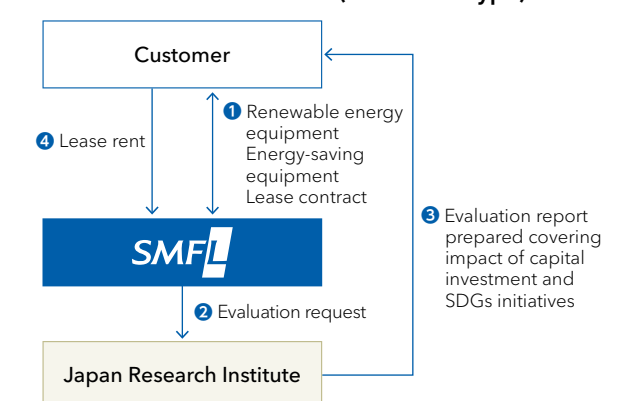 Customer
❶ Renewable energy
equipment
Energy-saving
equipment
Lease contract
❹ Lease rent
SMFL
❷ Evaluation request
❸ Evaluation report
prepared covering
impact of capital
investment and
SDGs initiatives
Japan Research Institute